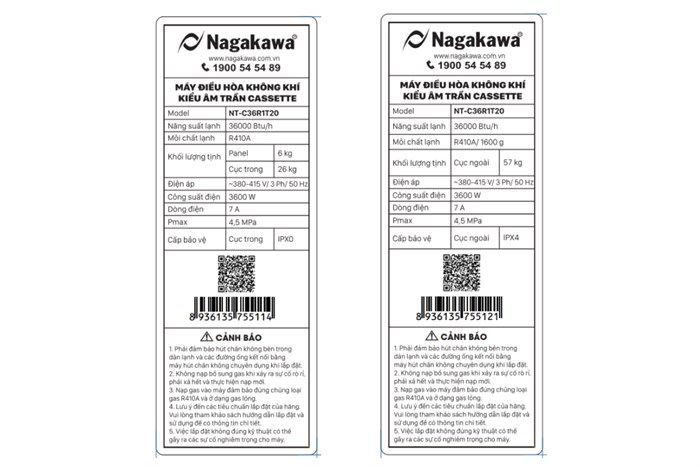 Nagakawa®
www.nagakawa.com.vn
1900 54 54 89
MÁY ĐIỀU HÒA KHÔNG KHÍ
KIỂU ÂM TRẦN CASSETTE
Model NT-C36R1T20
Năng suất lạnh 36000 Btu/h
Môi chất lạnh R410A
Khối lượng tịnh Panel 6 kg
Cục trong 26 kg
Điện áp ~380-415 V/ 3 Ph/ 50 Hz
Công suất điện 3600 W
Dòng điện 7 A
Pmax 4,5 MPa
Cấp bảo vệ Cục trong IPX0
8 936135 755114
CẢNH BÁO
1. Phải đảm bảo hút chân không bên trong
dàn lạnh và các đường ống kết nối bằng
máy hút chân không chuyên dụng khi lắp đặt.
2. Không nạp bổ sung gas khi xảy ra sự cố rò rỉ,
phải xả hết và thực hiện nạp mới.
3. Nạp gas vào máy đảm bảo đúng chủng loại
gas R410A và ở dạng gas lỏng.
4. Lưu ý đến các tiêu chuẩn lắp đặt của hãng.
Vui lòng tham khảo sách hướng dẫn lắp đặt và
sử dụng để có thông tin chi tiết.
5. Việc lắp đặt không đúng kỹ thuật có thể
gây ra các sự cố nghiêm trọng cho máy.
Nagakawa®
www.nagakawa.com.vn
1900 54 54 89
MÁY ĐIỀU HÒA KHÔNG KHÍ
KIỂU ÂM TRẦN CASSETTE
Model NT-C36R1T20
Năng suất lạnh 36000 Btu/h
Môi chất lạnh R410A/ 1600 g
Khối lượng tịnh Cục ngoài 57 kg
Điện áp ~380-415 V/ 3 Ph/ 50 Hz
Công suất điện 3600 W
Dòng điện 7 A
Pmax 4,5 MPa
Cấp bảo vệ Cục ngoài IPX4
8 936135 755121
CẢNH BÁO
1. Phải đảm bảo hút chân không bên trong
dàn lạnh và các đường ống kết nối bằng
máy hút chân không chuyên dụng khi lắp đặt.
2. Không nạp bổ sung gas khi xảy ra sự cố rò rỉ,
phải xả hết và thực hiện nạp mới.
3. Nạp gas vào máy đảm bảo đúng chủng loại
gas R410A và ở dạng gas lỏng.
4. Lưu ý đến các tiêu chuẩn lắp đặt của hãng.
Vui lòng tham khảo sách hướng dẫn lắp đặt và
sử dụng để có thông tin chi tiết.
5. Việc lắp đặt không đúng kỹ thuật có thể
gây ra các sự cố nghiêm trọng cho máy.